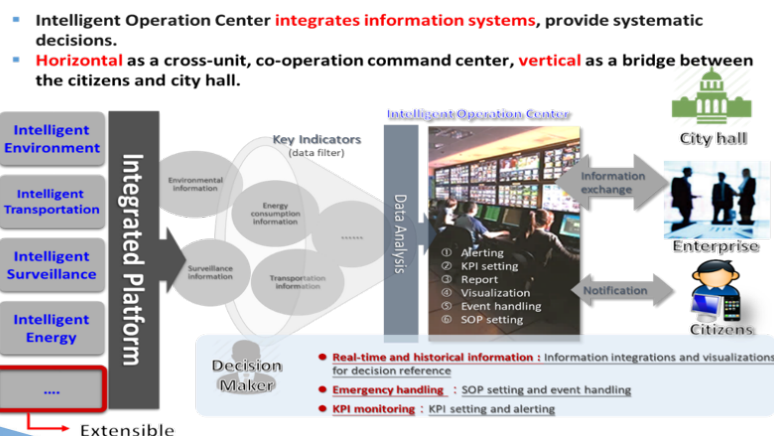 Intelligent Operation Center integrates information systems, provide systematic
decisions.
Horizontal as a cross-unit, co-operation command center, vertical as a bridge between
the citizens and city hall.
Intelligent
Environment
Intelligent
Transportation
Intelligent
Surveillance
Intelligent
Energy
....
Extensible
Integrated Platform
Key Indicators
(data filter)
Environmental
information
Energy
consumption
information
......
Surveillance
information
Transportation
information
Data Analysis
Intelligent Operation Center
① Alerting
② KPI setting
③ Report
④ Visualization
⑤ Event handling
⑥ SOP setting
Information
exchange
Notification
City hall
Enterprise
Citizens
Decision
Maker
Real-time and historical information : Information integrations and visualizations
for decision reference
Emergency handling : SOP setting and event handling
KPI monitoring : KPI setting and alerting